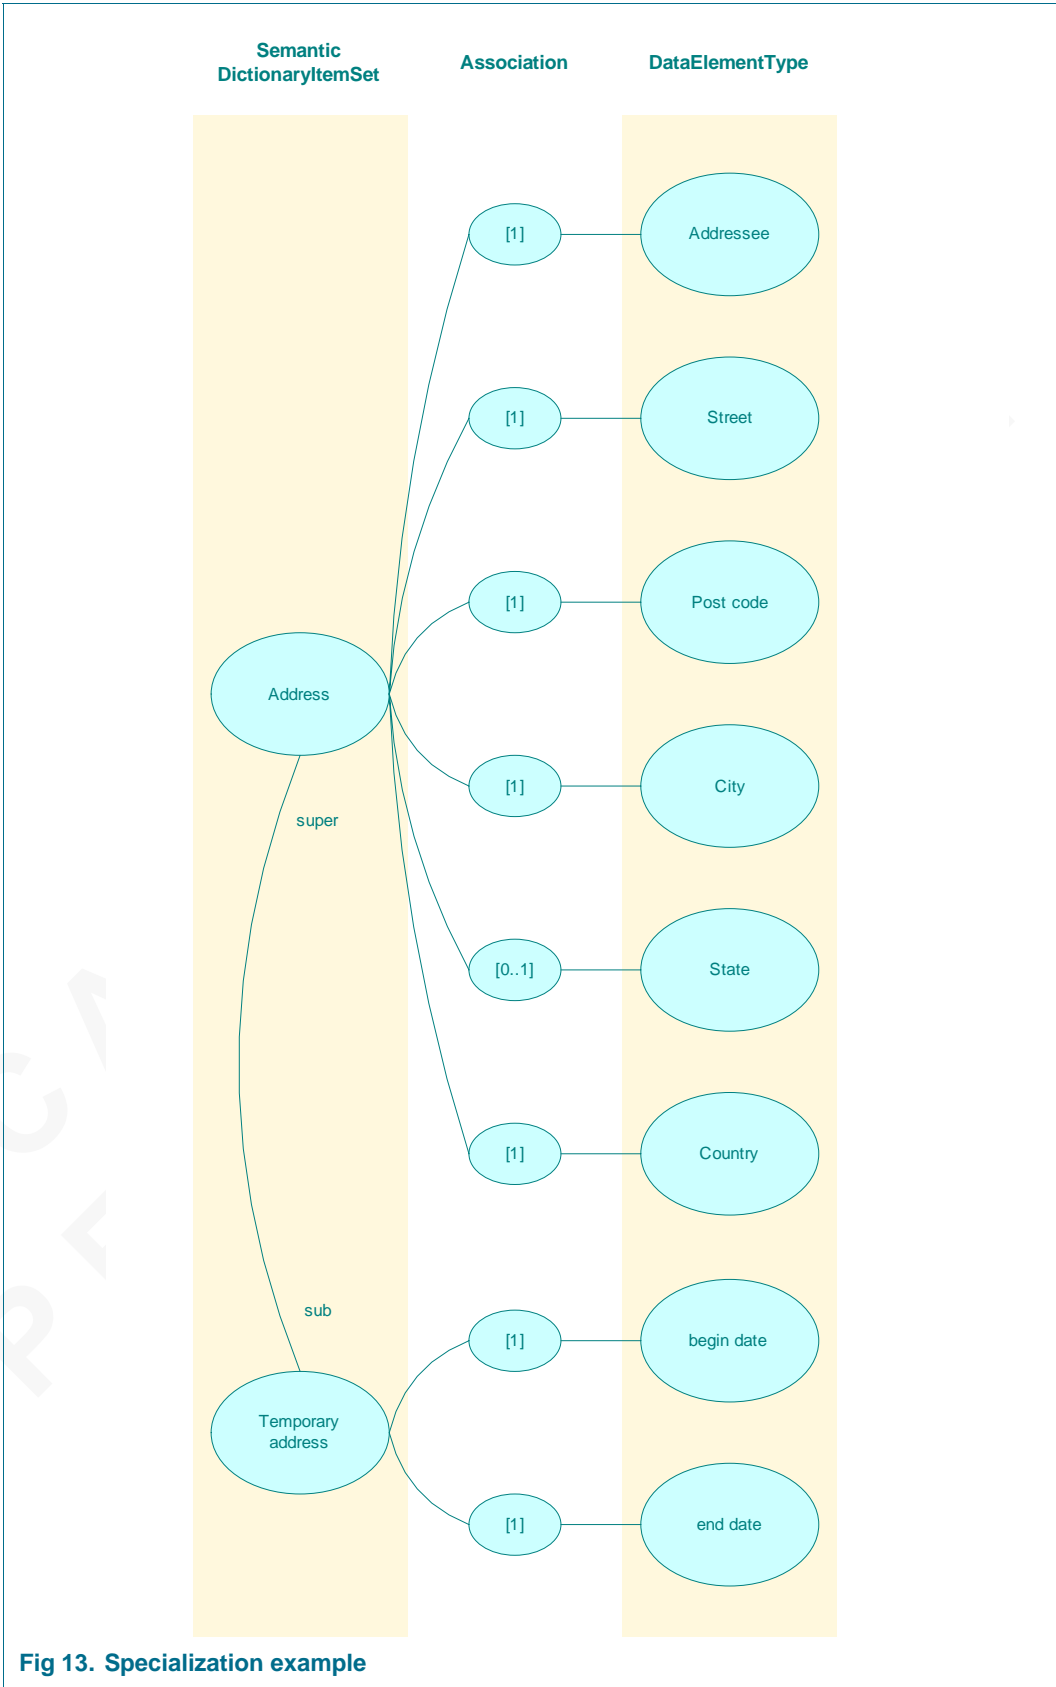 Semantic
DictionaryItemSet
Association
DataElementType
[1]
Addressee
[1]
Street
[1]
Post code
Address
[1]
City
super
[0..1]
State
[1]
Country
sub
[1]
begin date
Temporary
address
[1]
end date
Fig 13. Specialization example